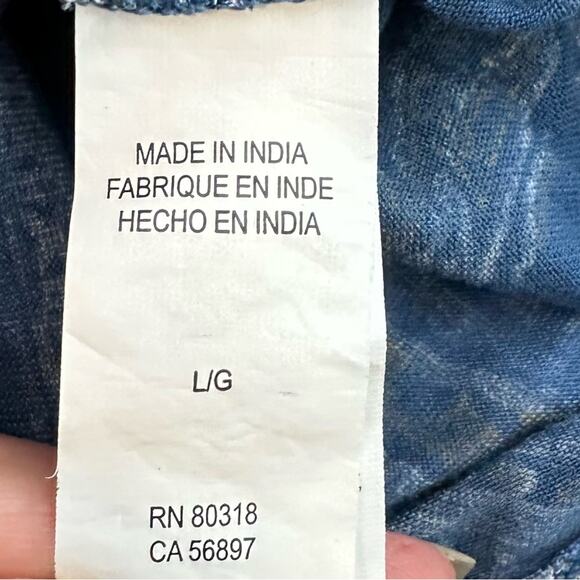 MADE IN INDIA
FABRIQUE EN INDE
HECHO EN INDIA
L/G
RN 80318
CA 56897